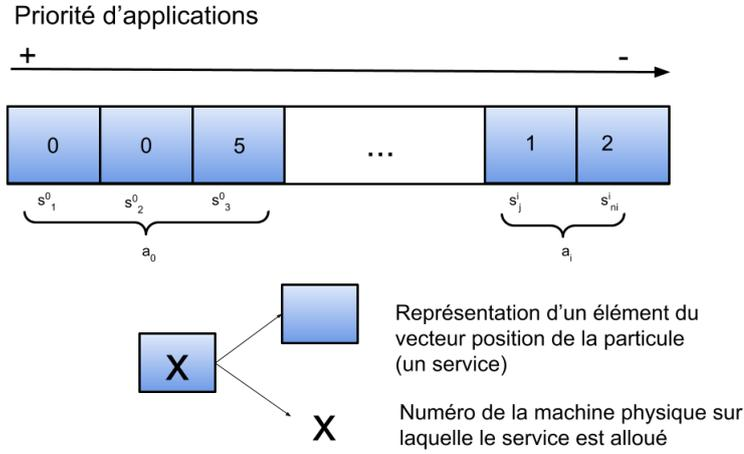 Priorité d’applications
+ -
0 0 5 ... 1 2
s⁰₁ s⁰₂ s⁰₃ sⁱⱼ sⁱₙᵢ
a₀ aᵢ
Représentation d’un élément du
vecteur position de la particule
(un service)
X
Numéro de la machine physique sur
X
laquelle le service est alloué